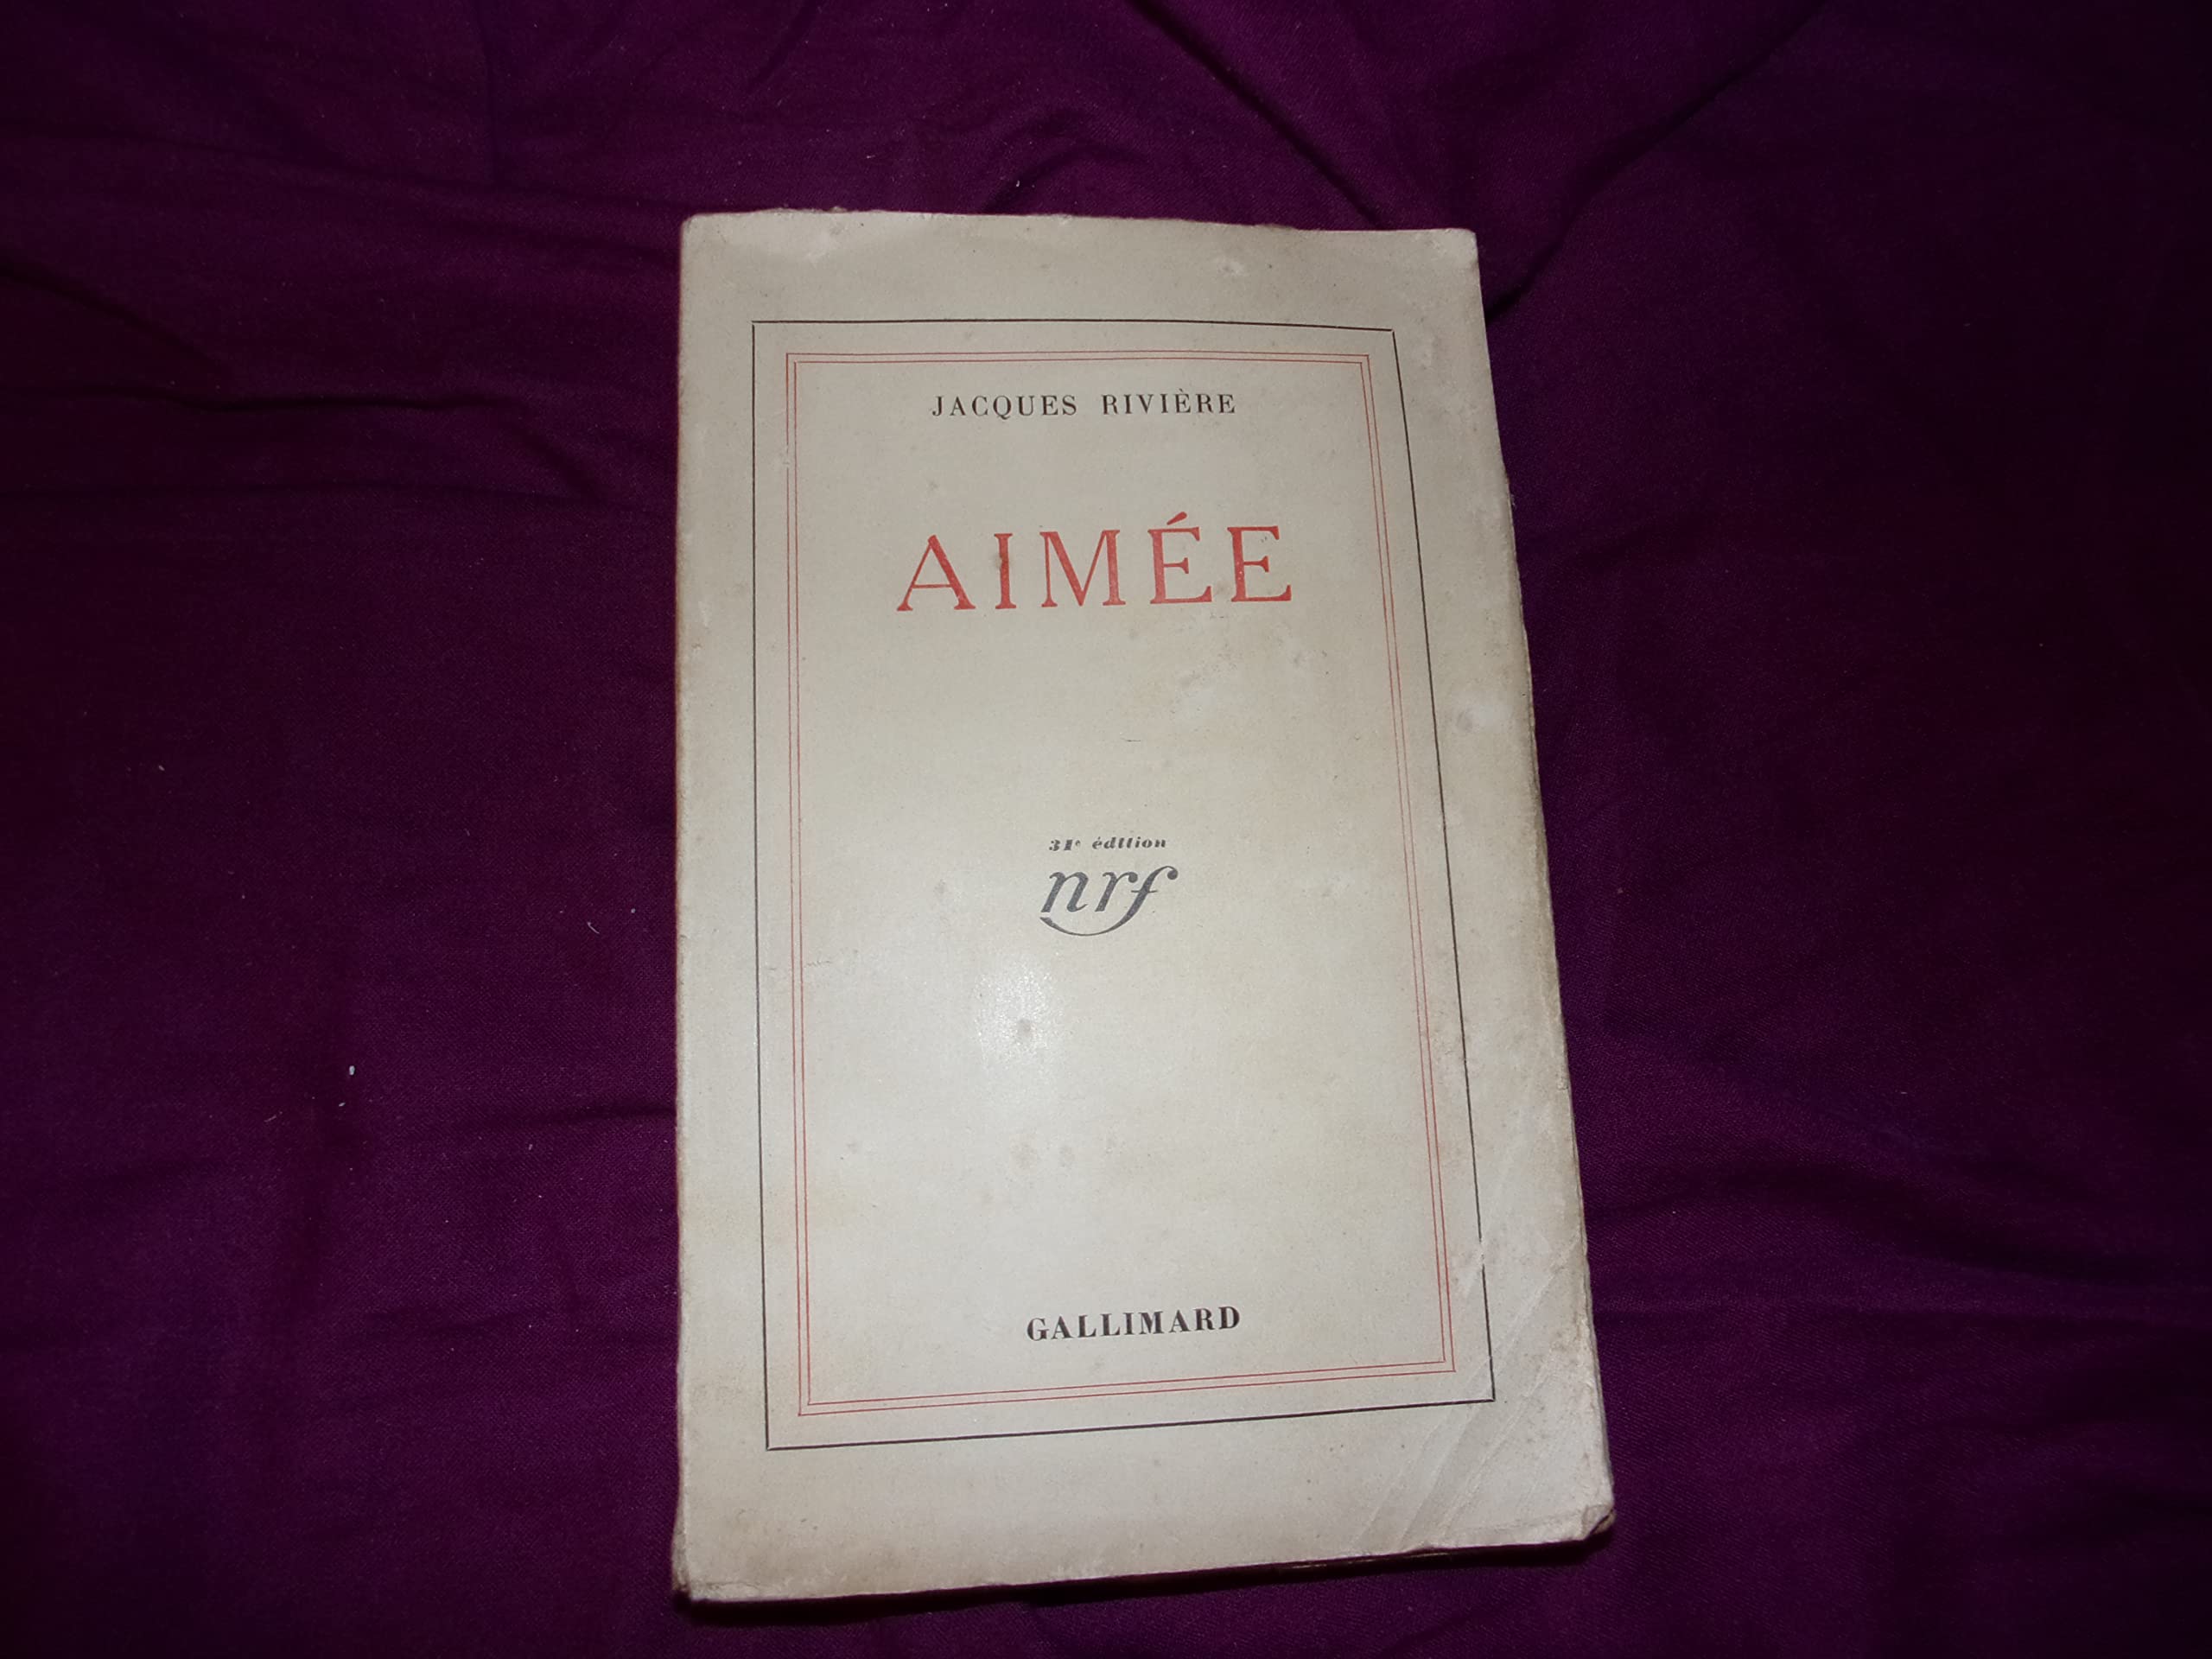 JACQUES RIVIÈRE
AIMÉE
31e édition
nrf
GALLIMARD